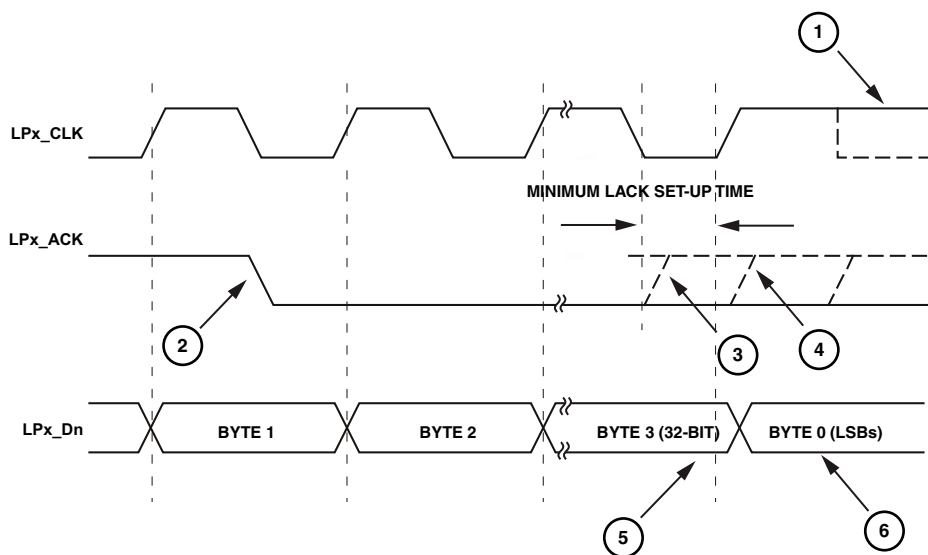 1
LPx_CLK
MINIMUM LACK SET-UP TIME
LPx_ACK
2
3
4
LPx_Dn
BYTE 1
BYTE 2
BYTE 3 (32-BIT)
BYTE 0 (LSBs)
5
6